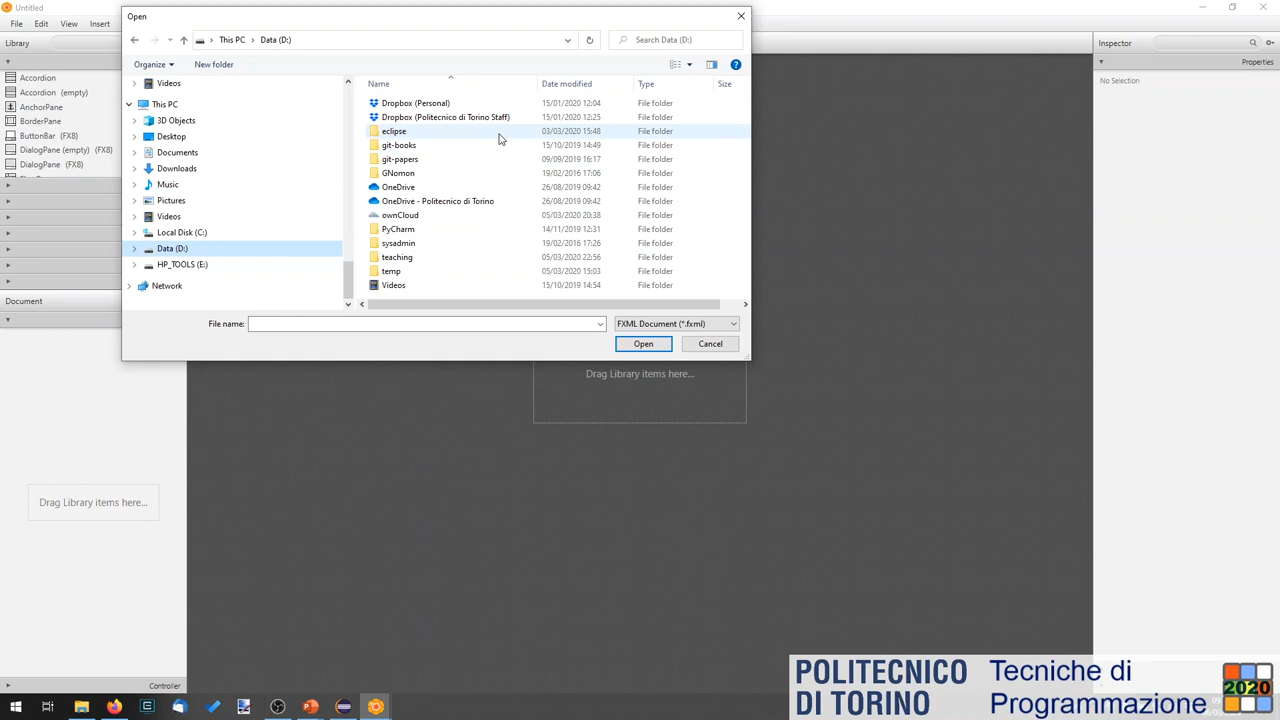 Untitled
File Edit View Insert
Library
Accordion
Accordion (empty)
AnchorPane
BorderPane
ButtonBar (FX8)
DialogPane (empty) (FX8)
DialogPane (FX8)
Document
Drag Library items here...
Controller
Open
This PC > Data (D:)
Search Data (D:)
Organize
New folder
Videos
This PC
3D Objects
Desktop
Documents
Downloads
Music
Pictures
Videos
Local Disk (C:)
Data (D:)
HP_TOOLS (E:)
Network
Name Date modified Type Size
Dropbox (Personal) 15/01/2020 12:04 File folder
Dropbox (Politecnico di Torino Staff) 15/01/2020 12:25 File folder
eclipse 03/03/2020 15:48 File folder
git-books 15/10/2019 14:49 File folder
git-papers 09/09/2019 16:17 File folder
GNomon 19/02/2016 17:06 File folder
OneDrive 26/08/2019 09:42 File folder
OneDrive - Politecnico di Torino 26/08/2019 09:42 File folder
ownCloud 05/03/2020 20:38 File folder
PyCharm 14/11/2019 12:31 File folder
sysadmin 19/02/2016 17:26 File folder
teaching 05/03/2020 22:56 File folder
temp 05/03/2020 15:03 File folder
Videos 15/10/2019 14:54 File folder
File name:
FXML Document (*.fxml)
Open Cancel
Drag Library items here...
Inspector
Properties
No Selection
POLITECNICO
DI TORINO
Tecniche di
Programmazione
2020